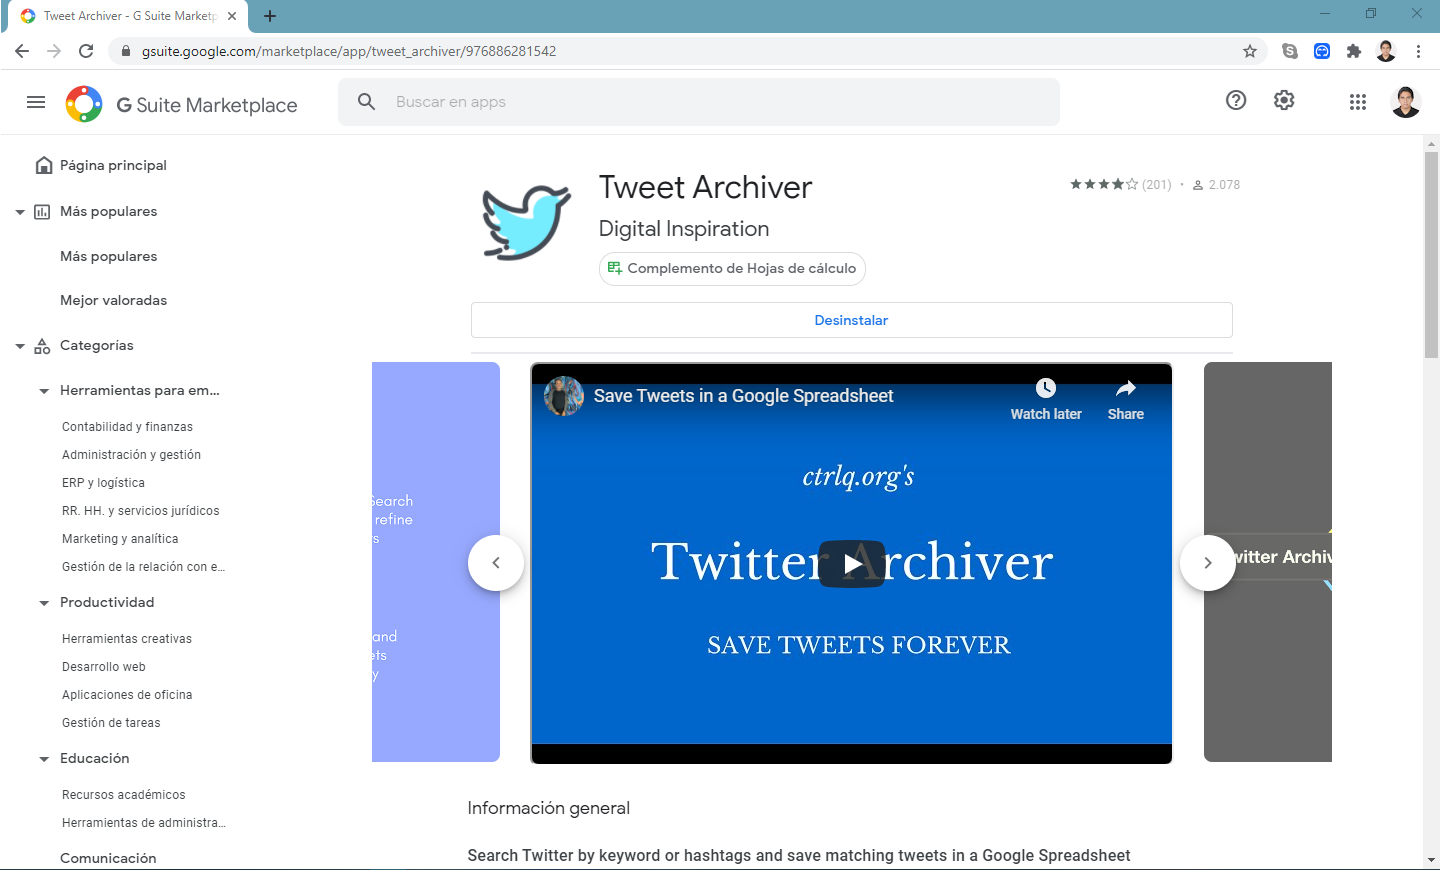 Tweet Archiver - G Suite Marketp
gsuite.google.com/marketplace/app/tweet_archiver/976886281542
G Suite Marketplace
Buscar en apps
Página principal
Más populares
Más populares
Mejor valoradas
Categorías
Herramientas para em...
Contabilidad y finanzas
Administración y gestión
ERP y logística
RR. HH. y servicios jurídicos
Marketing y analítica
Gestión de la relación con e...
Productividad
Herramientas creativas
Desarrollo web
Aplicaciones de oficina
Gestión de tareas
Educación
Recursos académicos
Herramientas de administra...
Comunicación
Tweet Archiver
(201)
2.078
Digital Inspiration
Complemento de Hojas de cálculo
Desinstalar
Search
refine
and
Save Tweets in a Google Spreadsheet
Watch later
Share
ctrlq.org's
Twitter Archiver
SAVE TWEETS FOREVER
Información general
Search Twitter by keyword or hashtags and save matching tweets in a Google Spreadsheet